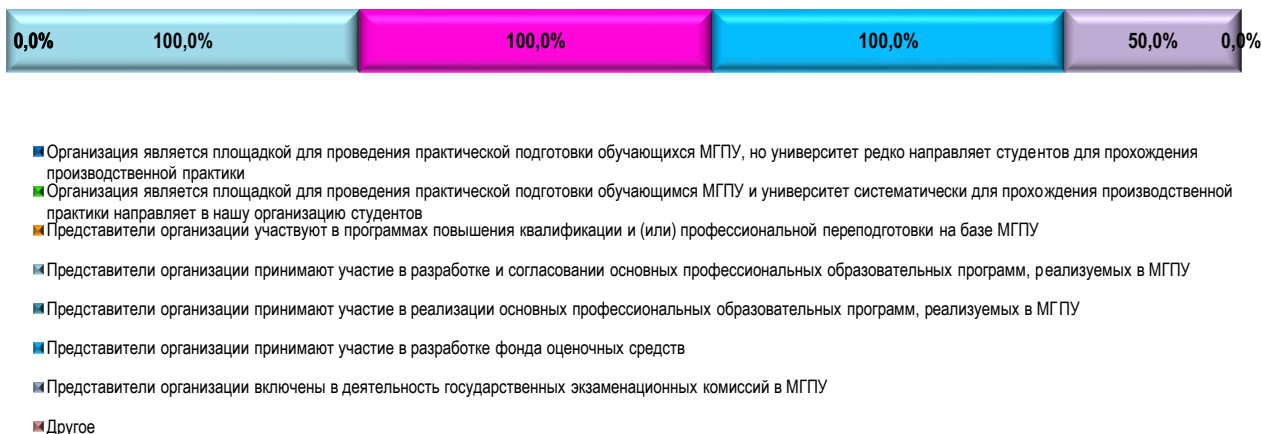 0,0% 100,0% 100,0% 100,0% 50,0% 0,0%
Организация является площадкой для проведения практической подготовки обучающихся МГПУ, но университет редко направляет студентов для прохождения
производственной практики
Организация является площадкой для проведения практической подготовки обучающимся МГПУ и университет систематически для прохождения производственной
практики направляет в нашу организацию студентов
Представители организации участвуют в программах повышения квалификации и (или) профессиональной переподготовки на базе МГПУ
Представители организации принимают участие в разработке и согласовании основных профессиональных образовательных программ, реализуемых в МГПУ
Представители организации принимают участие в реализации основных профессиональных образовательных программ, реализуемых в МГПУ
Представители организации принимают участие в разработке фонда оценочных средств
Представители организации включены в деятельность государственных экзаменационных комиссий в МГПУ
Другое